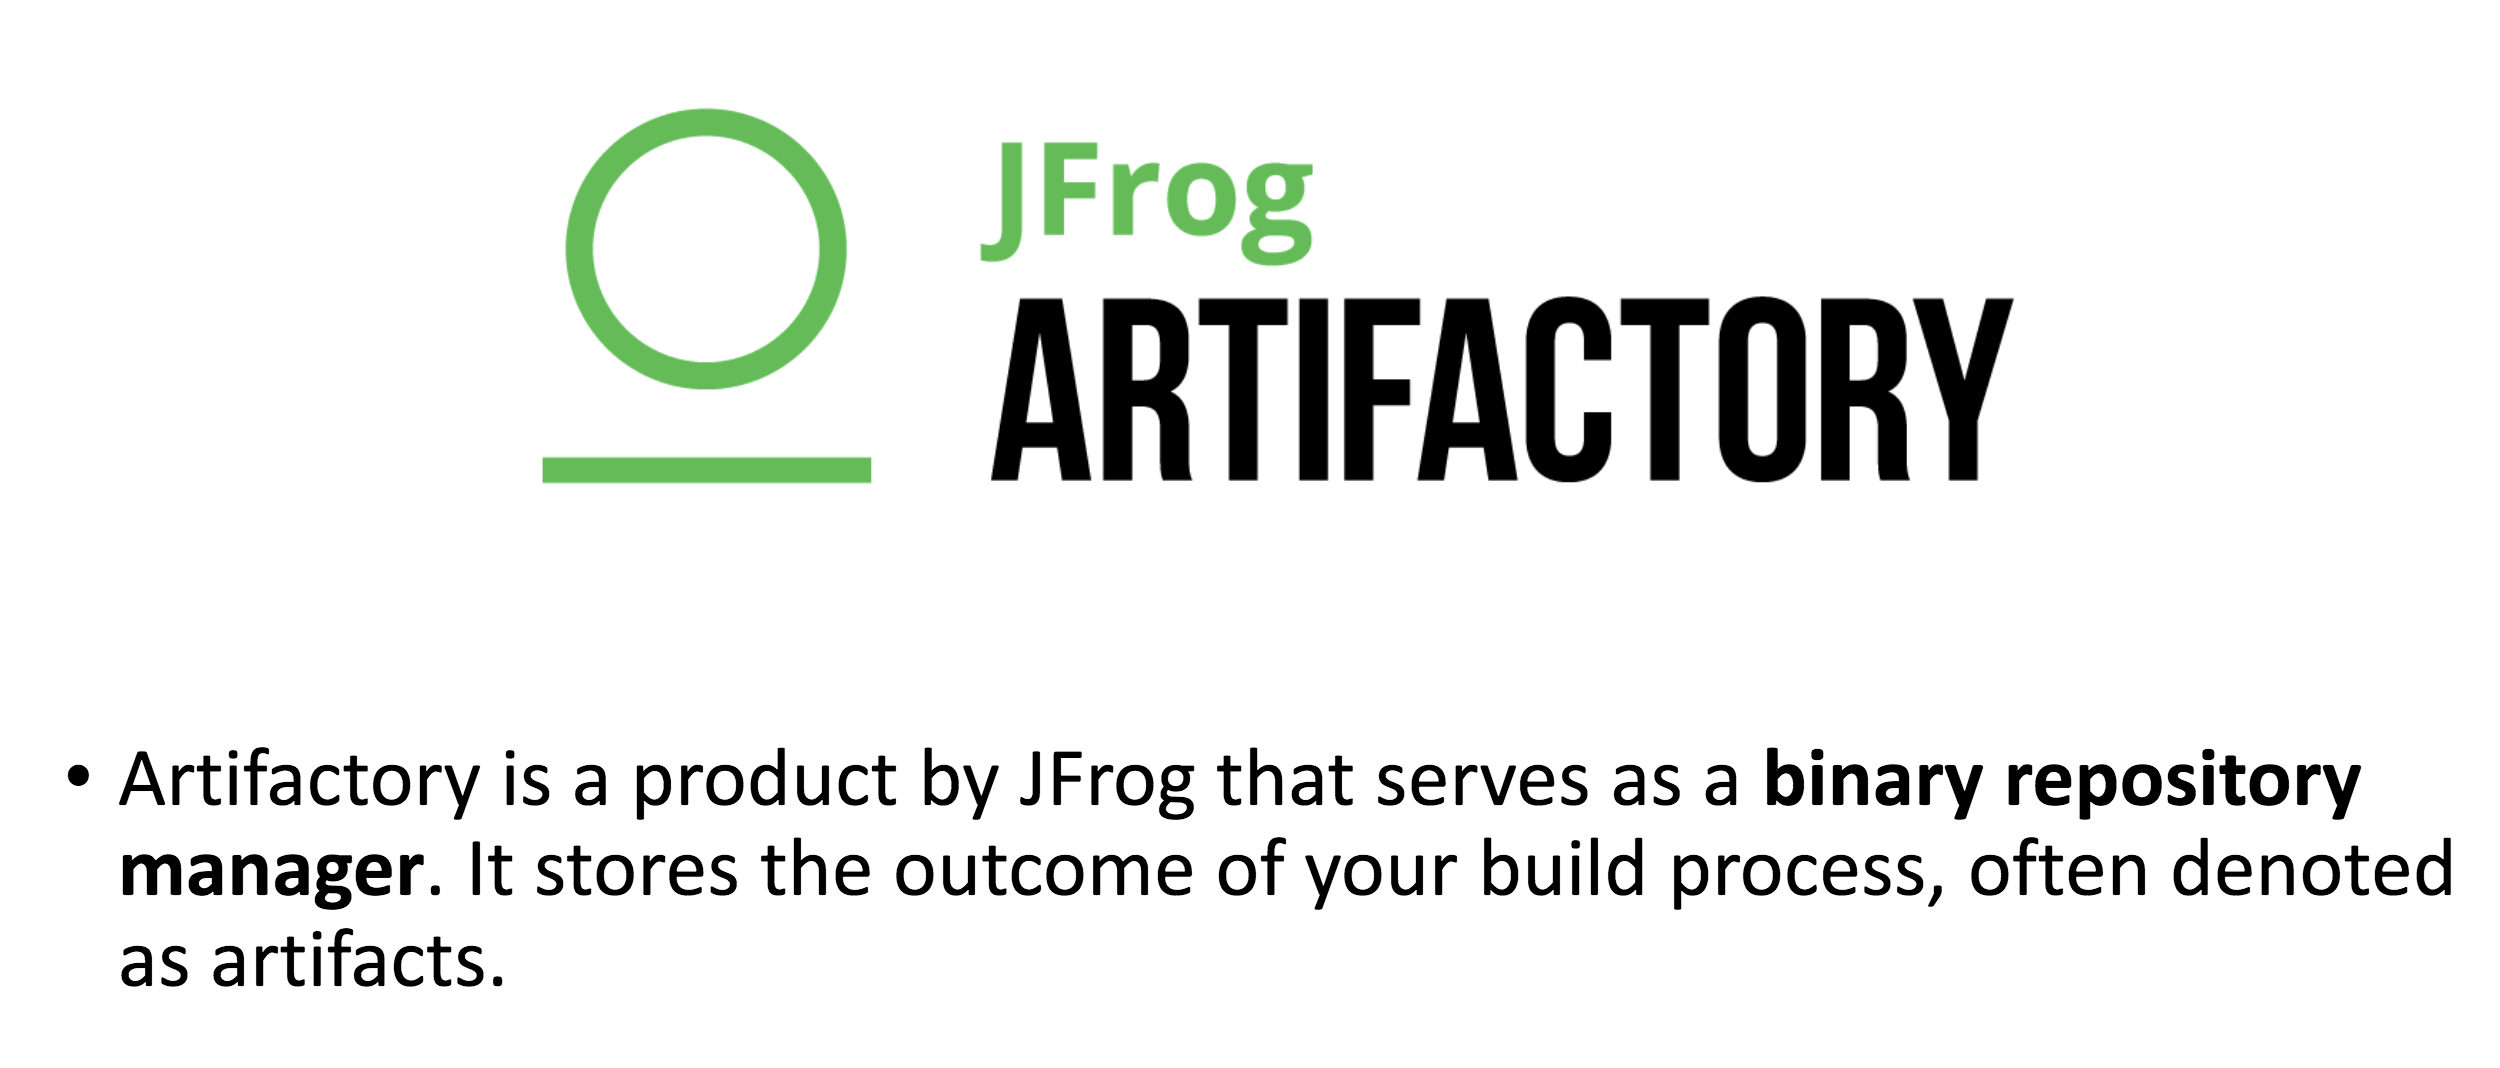 JFrog
ARTIFACTORY
• Artifactory is a product by JFrog that serves as a binary repository
manager. It stores the outcome of your build process, often denoted
as artifacts.